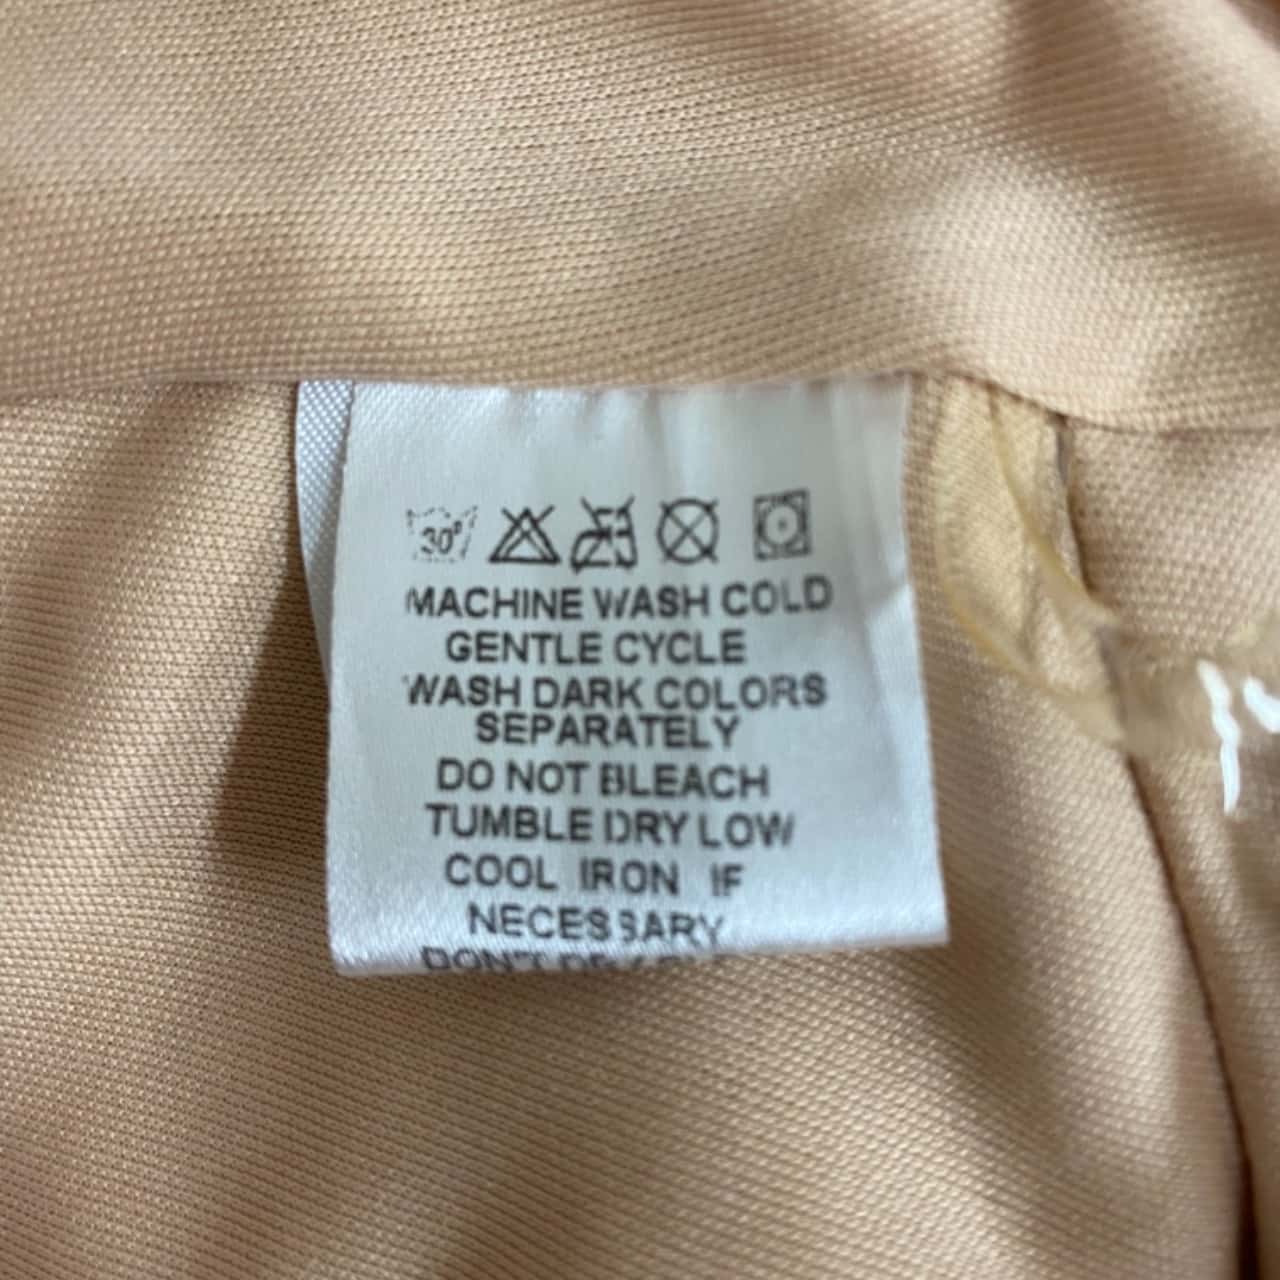 30°
MACHINE WASH COLD
GENTLE CYCLE
WASH DARK COLORS
SEPARATELY
DO NOT BLEACH
TUMBLE DRY LOW
COOL IRON IF
NECESSARY
DON'T